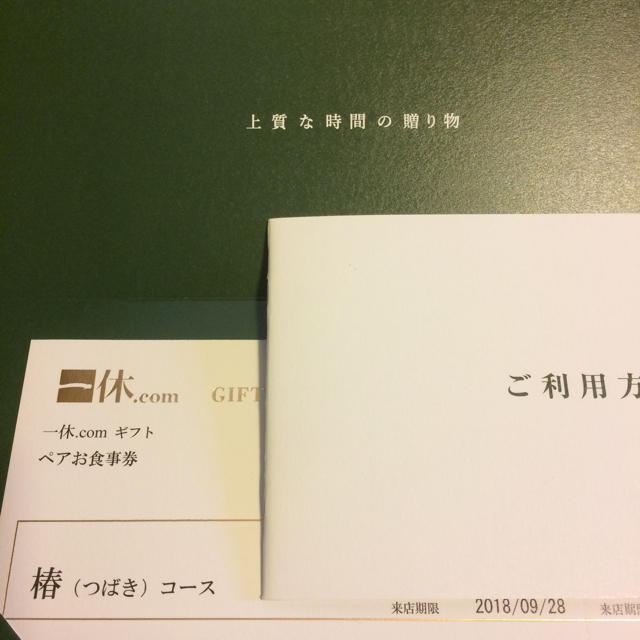 上質な時間の贈り物
ご利用方
一休.com GIFT
一休.com ギフト
ペアお食事券
椿（つばき）コース
来店期限 2018/09/28 来店期限